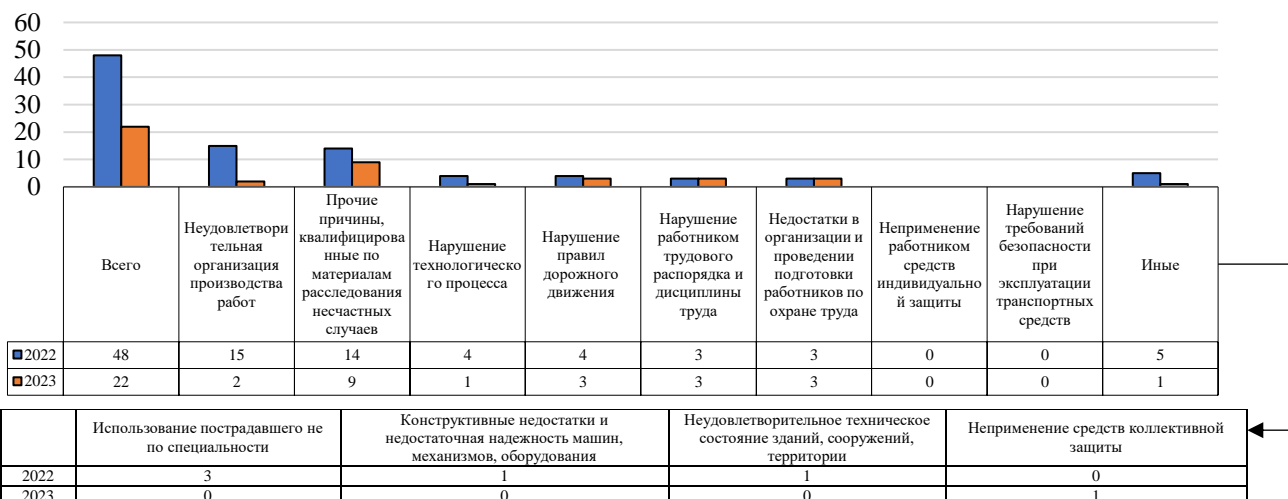 60
50
40
30
20
10
0
Всего
Неудовлетвори
тельная
организация
производства
работ
Прочие
причины,
квалифицирова
нные по
материалам
расследования
несчастных
случаев
Нарушение
технологическо
го процесса
Нарушение
правил
дорожного
движения
Нарушение
работником
трудового
распорядка и
дисциплины
труда
Недостатки в
организации и
проведении
подготовки
работников по
охране труда
Неприменение
работником
средств
индивидуально
й защиты
Нарушение
требований
безопасности
при
эксплуатации
транспортных
средств
Иные
2022 48 15 14 4 4 3 3 0 0 5
2023 22 2 9 1 3 3 3 0 0 1
Использование пострадавшего не
по специальности
Конструктивные недостатки и
недостаточная надежность машин,
механизмов, оборудования
Неудовлетворительное техническое
состояние зданий, сооружений,
территории
Неприменение средств коллективной
защиты
2022 3 1 1 0
2023 0 0 0 1